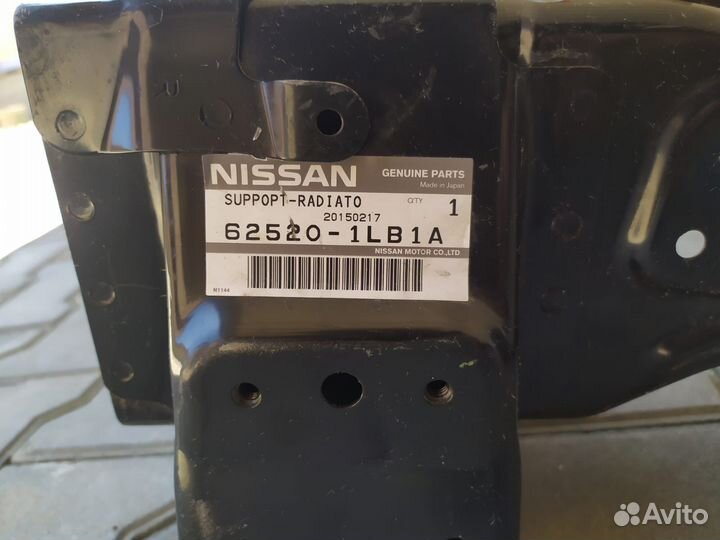 R
NISSAN
GENUINE PARTS
Made in Japan
SUPPOPT-RADIATO
QTY
1
20150217
62520-1LB1A
NISSAN MOTOR CO.,LTD
N1144
Avito